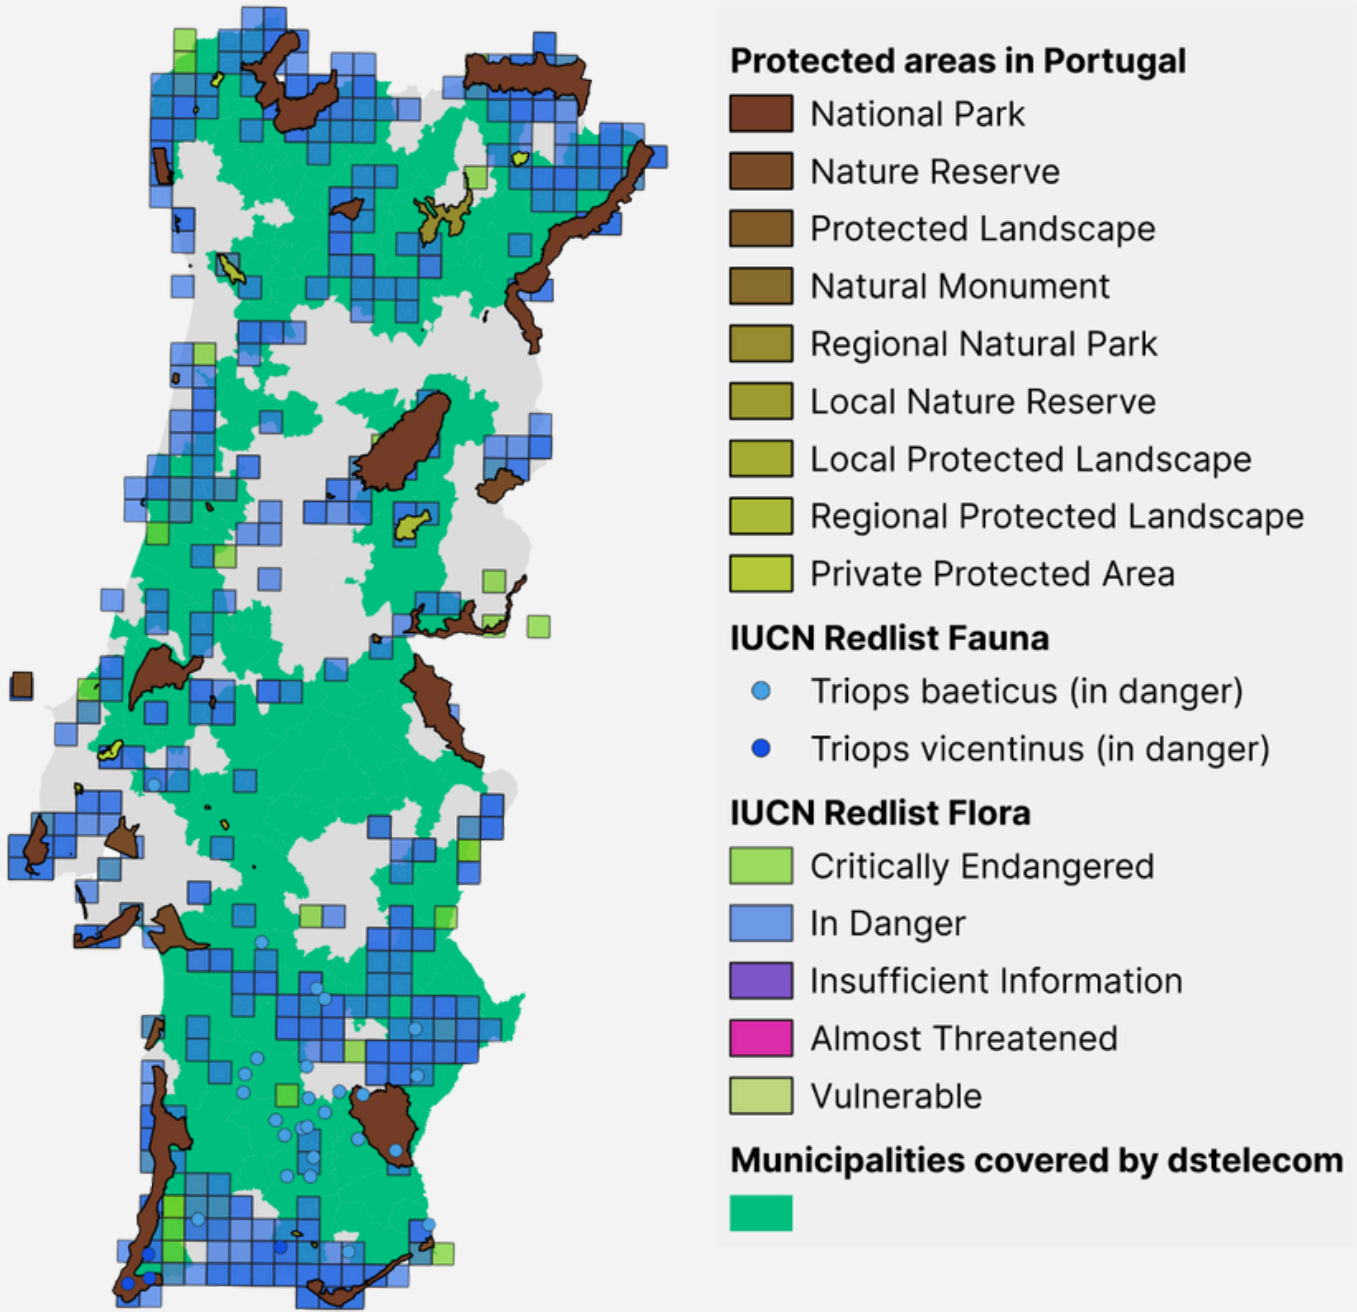 Protected areas in Portugal
National Park
Nature Reserve
Protected Landscape
Natural Monument
Regional Natural Park
Local Nature Reserve
Local Protected Landscape
Regional Protected Landscape
Private Protected Area
IUCN Redlist Fauna
Triops baeticus (in danger)
Triops vicentinus (in danger)
IUCN Redlist Flora
Critically Endangered
In Danger
Insufficient Information
Almost Threatened
Vulnerable
Municipalities covered by dstelecom